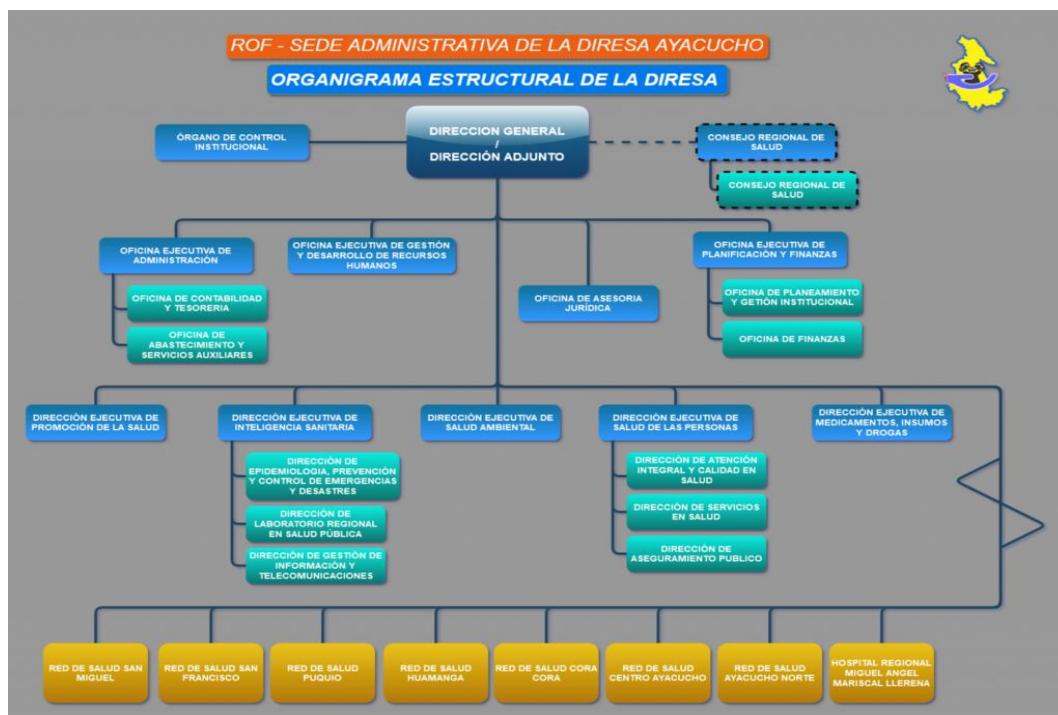 ROF - SEDE ADMINISTRATIVA DE LA DIRESA AYACUCHO
ORGANIGRAMA ESTRUCTURAL DE LA DIRESA
ÓRGANO DE CONTROL
INSTITUCIONAL
DIRECCION GENERAL
/
DIRECCIÓN ADJUNTO
CONSEJO REGIONAL DE
SALUD
CONSEJO REGIONAL DE
SALUD
OFICINA EJECUTIVA DE
ADMINISTRACIÓN
OFICINA EJECUTIVA DE GESTIÓN
Y DESARROLLO DE RECURSOS
HUMANOS
OFICINA DE ASESORIA
JURÍDICA
OFICINA EJECUTIVA DE
PLANIFICACIÓN Y FINANZAS
OFICINA DE CONTABILIDAD
Y TESORERIA
OFICINA DE
ABASTECIMIENTO Y
SERVICIOS AUXILIARES
OFICINA DE PLANEAMIENTO
Y GETIÓN INSTITUCIONAL
OFICINA DE FINANZAS
DIRECCIÓN EJECUTIVA DE
PROMOCIÓN DE LA SALUD
DIRECCIÓN EJECUTIVA DE
INTELIGENCIA SANITARIA
DIRECCIÓN EJECUTIVA DE
SALUD AMBIENTAL
DIRECCIÓN EJECUTIVA DE
SALUD DE LAS PERSONAS
DIRECCIÓN EJECUTIVA DE
MEDICAMENTOS, INSUMOS Y
DROGAS
DIRECCIÓN DE
EPIDEMIOLOGIA, PREVENCIÓN
Y CONTROL DE EMERGENCIAS
Y DESASTRES
DIRECCIÓN DE
LABORATORIO REGIONAL
EN SALUD PÚBLICA
DIRECCIÓN DE GESTIÓN DE
INFORMACIÓN Y
TELECOMUNICACIONES
DIRECCIÓN DE ATENCIÓN
INTEGRAL Y CALIDAD EN
SALUD
DIRECCIÓN DE SERVICIOS
EN SALUD
DIRECCIÓN DE
ASEGURAMIENTO PUBLICO
RED DE SALUD SAN
MIGUEL
RED DE SALUD SAN
FRANCISCO
RED DE SALUD
PUQUIO
RED DE SALUD
HUAMANGA
RED DE SALUD CORA
CORA
RED DE SALUD
CENTRO AYACUCHO
RED DE SALUD
AYACUCHO NORTE
HOSPITAL REGIONAL
MIGUEL ANGEL
MARISCAL LLERENA